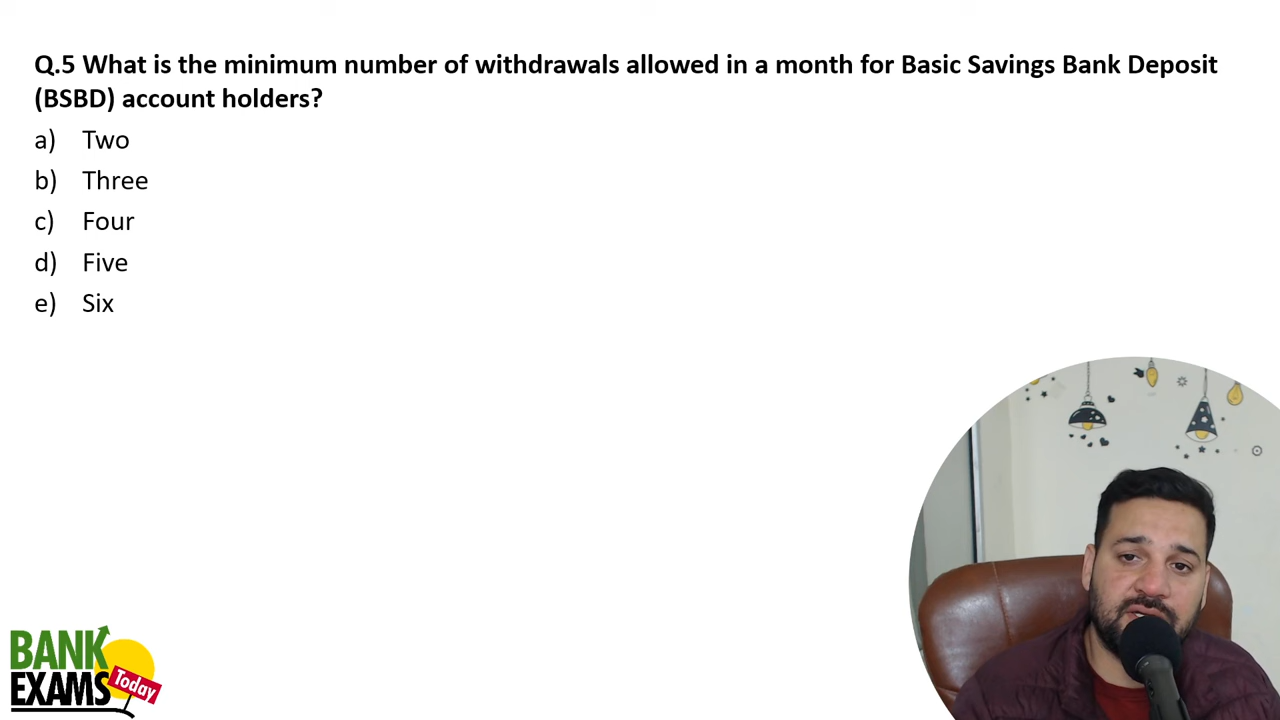 Q.5 What is the minimum number of withdrawals allowed in a month for Basic Savings Bank Deposit
(BSBD) account holders?
a) Two
b) Three
c) Four
d) Five
e) Six
BANK
EXAMS
Today